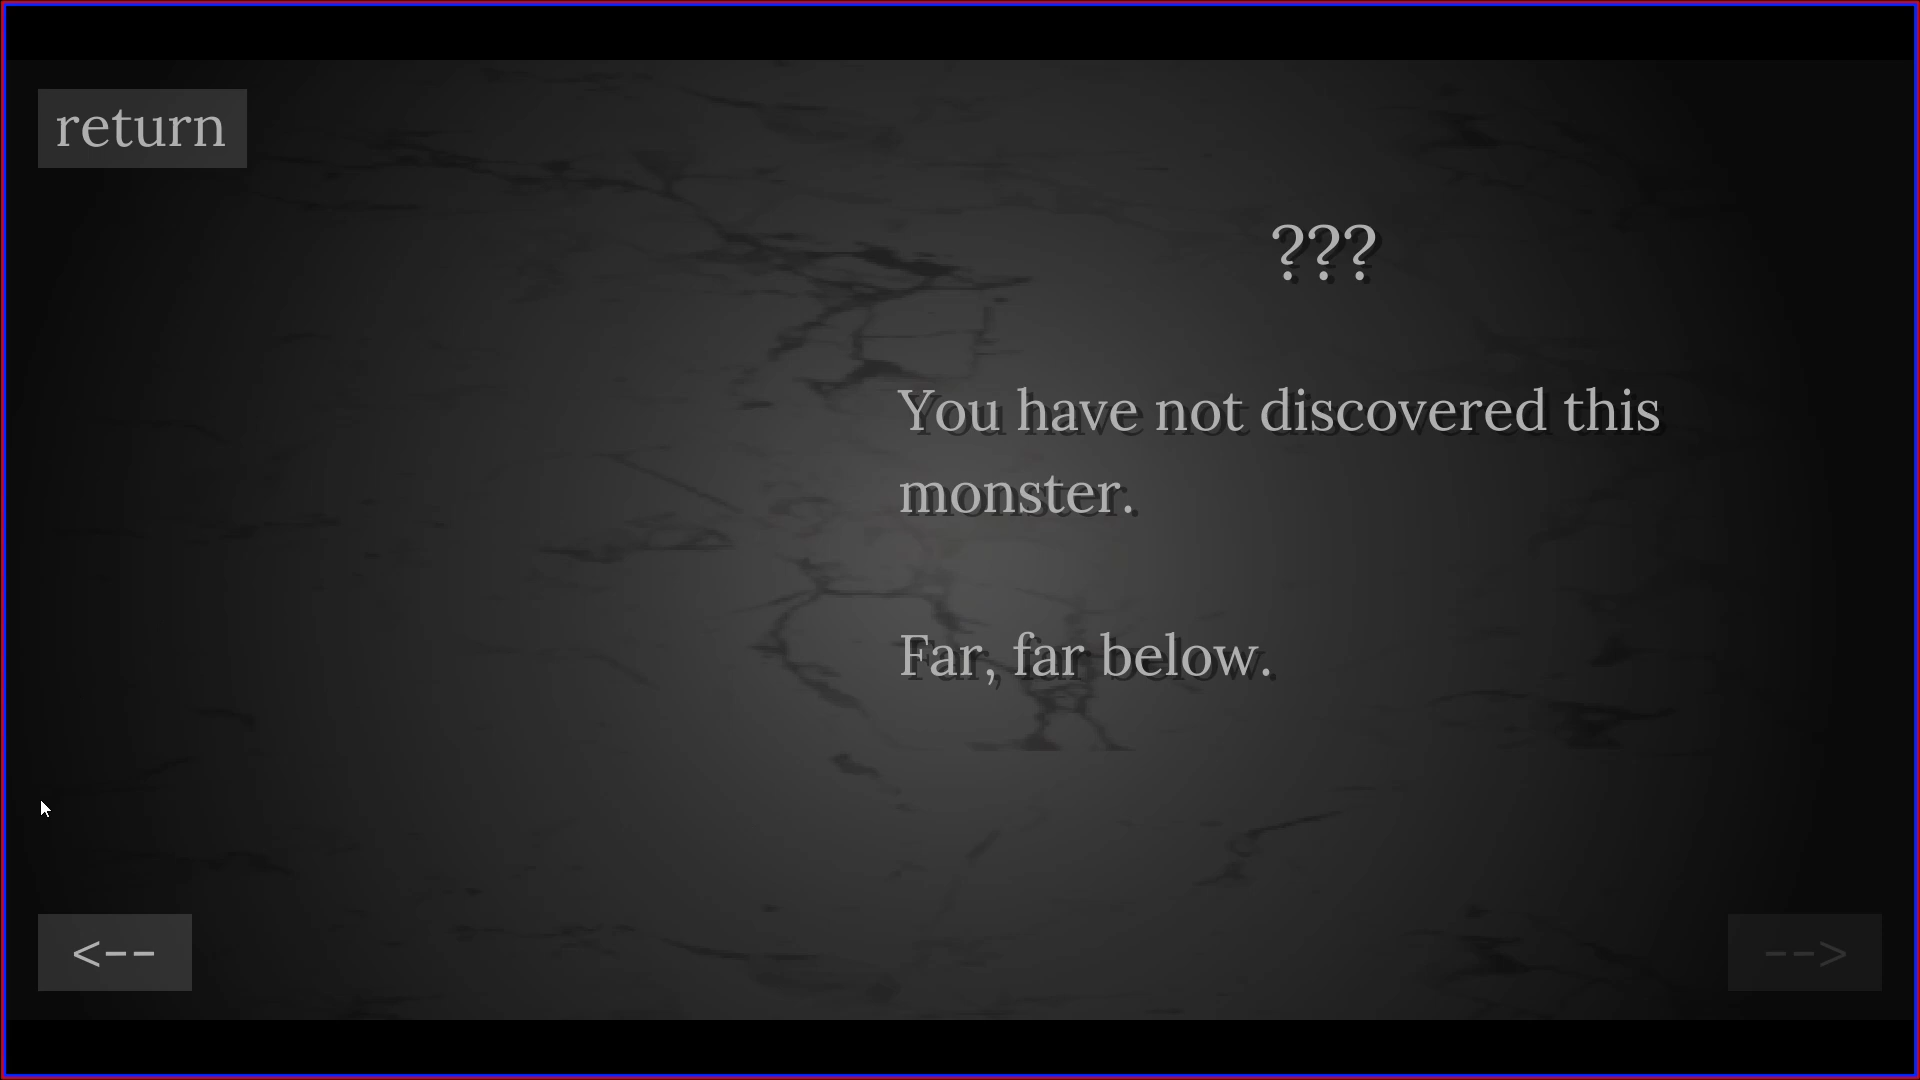 return
???
You have not discovered this
monster.
Far, far below.
<--
-->